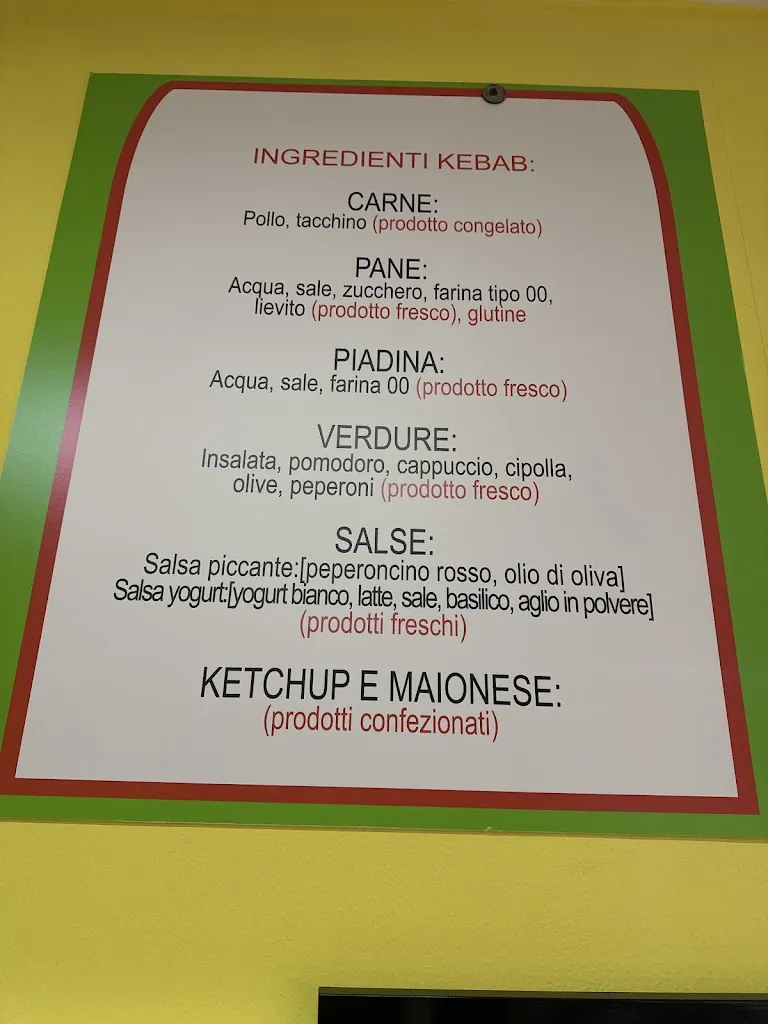 INGREDIENTI KEBAB:
CARNE:
Pollo, tacchino (prodotto congelato)
PANE:
Acqua, sale, zucchero, farina tipo 00,
lievito (prodotto fresco), glutine
PIADINA:
Acqua, sale, farina 00 (prodotto fresco)
VERDURE:
Insalata, pomodoro, cappuccio, cipolla,
olive, peperoni (prodotto fresco)
SALSE:
Salsa piccante:[peperoncino rosso, olio di oliva]
Salsa yogurt:[yogurt bianco, latte, sale, basilico, aglio in polvere]
(prodotti freschi)
KETCHUP E MAIONESE:
(prodotti confezionati)